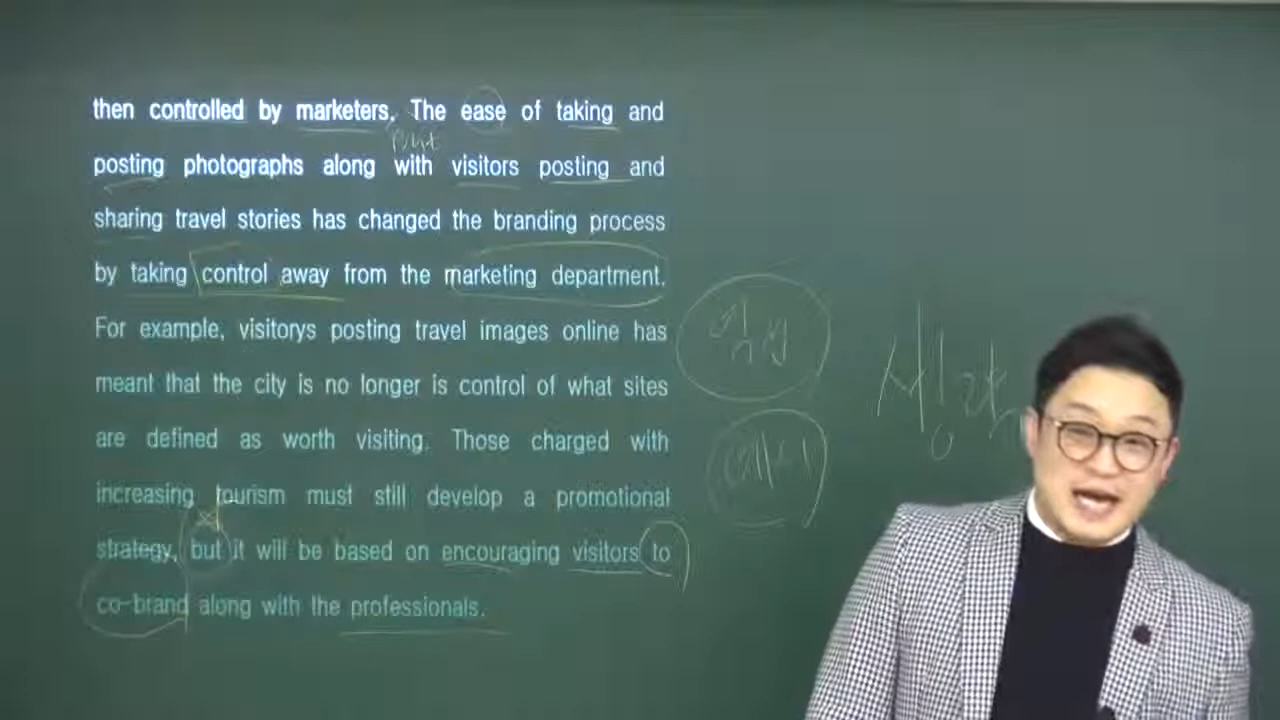 then controlled by marketers. The ease of taking and
But
posting photographs along with visitors posting and
sharing travel stories has changed the branding process
by taking control away from the marketing department.
For example, visitorys posting travel images online has
meant that the city is no longer is control of what sites
are defined as worth visiting. Those charged with
increasing tourism must still develop a promotional
strategy, but it will be based on encouraging visitors to
co-brand along with the professionals.